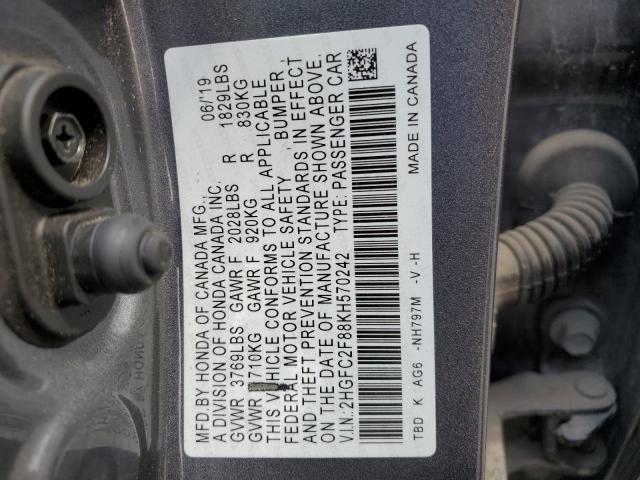 MFD. BY HONDA OF CANADA MFG., 06/19
A DIVISION OF HONDA CANADA INC.
GVWR 3769LBS GAWR F 2028LBS R 1829LBS
GVWR 1710KG GAWR F 920KG R 830KG
THIS VEHICLE CONFORMS TO ALL APPLICABLE
FEDERAL MOTOR VEHICLE SAFETY, BUMPER,
AND THEFT PREVENTION STANDARDS IN EFFECT
ON THE DATE OF MANUFACTURE SHOWN ABOVE.
V.I.N.:2HGFC2F88KH570242 TYPE: PASSENGER CAR
TBD K AG6 -NH797M -V -H MADE IN CANADA